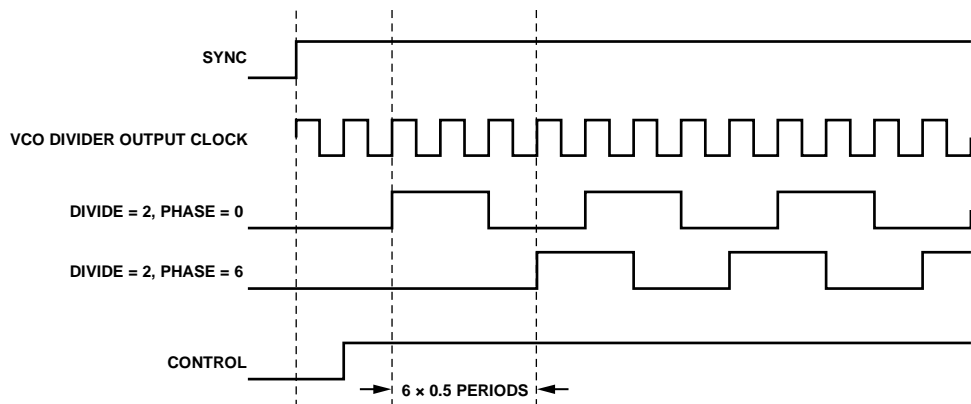 SYNC
VCO DIVIDER OUTPUT CLOCK
DIVIDE = 2, PHASE = 0
DIVIDE = 2, PHASE = 6
CONTROL
6 × 0.5 PERIODS